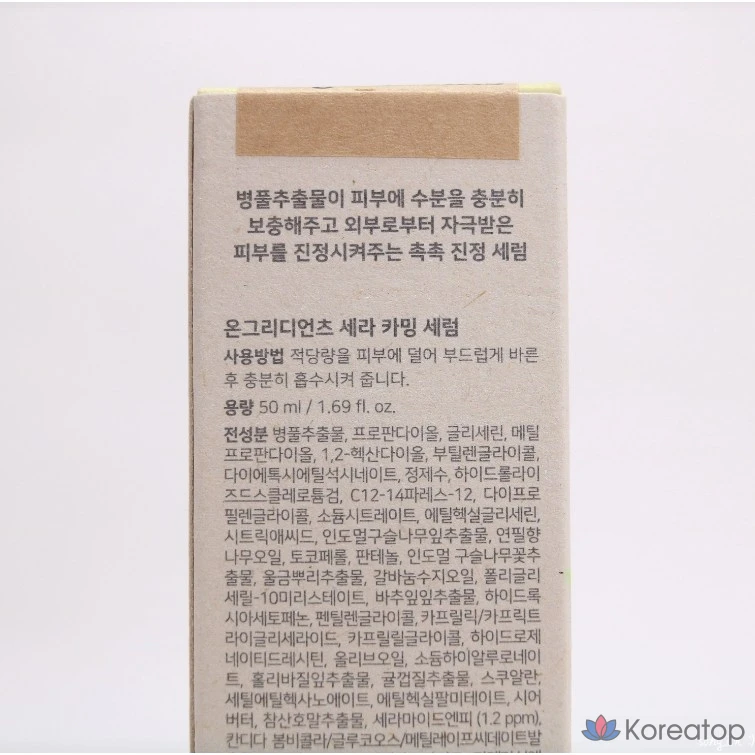 병풀추출물이 피부에 수분을 충분히
보충해주고 외부로부터 자극받은
피부를 진정시켜주는 촉촉 진정 세럼
온그리디언츠 세라 카밍 세럼
사용방법 적당량을 피부에 덜어 부드럽게 바른
후 충분히 흡수시켜 줍니다.
용량 50 ml / 1.69 fl. oz.
전성분 병풀추출물, 프로판다이올, 글리세린, 메틸
프로판다이올, 1,2-헥산다이올, 부틸렌글라이콜,
다이에톡시에틸석시네이트, 정제수, 하이드롤라이
즈드스클레로튬검, C12-14파레스-12, 다이프로
필렌글라이콜, 소듐시트레이트, 에틸헥실글리세린,
시트릭애씨드, 인도멀구슬나무잎추출물, 연필향
나무오일, 토코페롤, 판테놀, 인도멀구슬나무꽃추
출물, 울금뿌리추출물, 갈바눔수지오일, 폴리글리
세릴-10미리스테이트, 바추잎잎추출물, 하이드록
시아세토페논, 펜틸렌글라이콜, 카프릴릭/카프릭트
라이글리세라이드, 카프릴릴글라이콜, 하이드로제
네이티드레시틴, 올리브오일, 소듐하이알루로네이
트, 홀리바질잎추출물, 귤껍질추출물, 스쿠알란,
세틸에틸헥사노에이트, 에틸헥실팔미테이트, 시어
버터, 참산호말추출물, 세라마이드엔피 (1.2 ppm),
칸디다 봄비콜라/글루코오스/메틸레이프씨데이트발
Koreatop